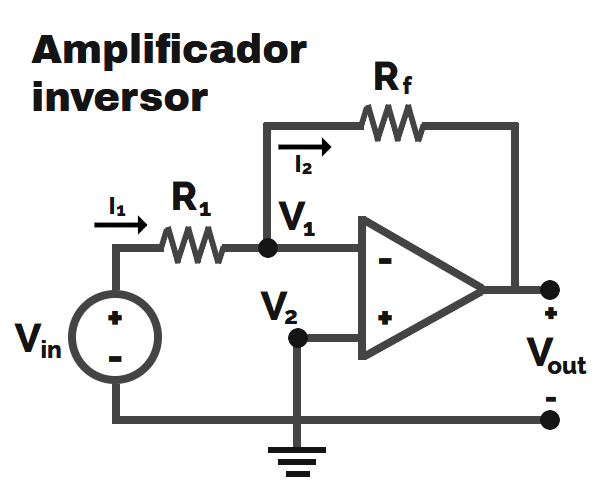 Amplificador
inversor
Rf
I2
I1
R1
V1
-
V2
+
+
Vin
-
+
Vout
-